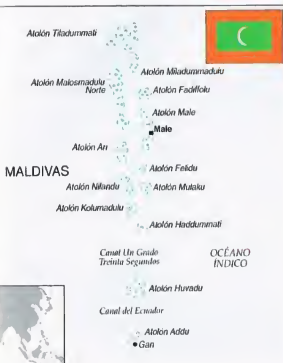 Atolón Tiladummati
Atolón Miladummadulu
Atolón Malosmadulu
Norte
Atolón Fadiffolu
Atolón Male
Male
Atolón Ari
Atolón Felidu
MALDIVAS
Atolón Nilandu
Atolón Mulaku
Atolón Kolumadulu
Atolón Haddummati
Canal Un Grado
Treinta Segundos
OCÉANO
ÍNDICO
Atolón Huvadu
Canal del Ecuador
Atolón Addu
Gan